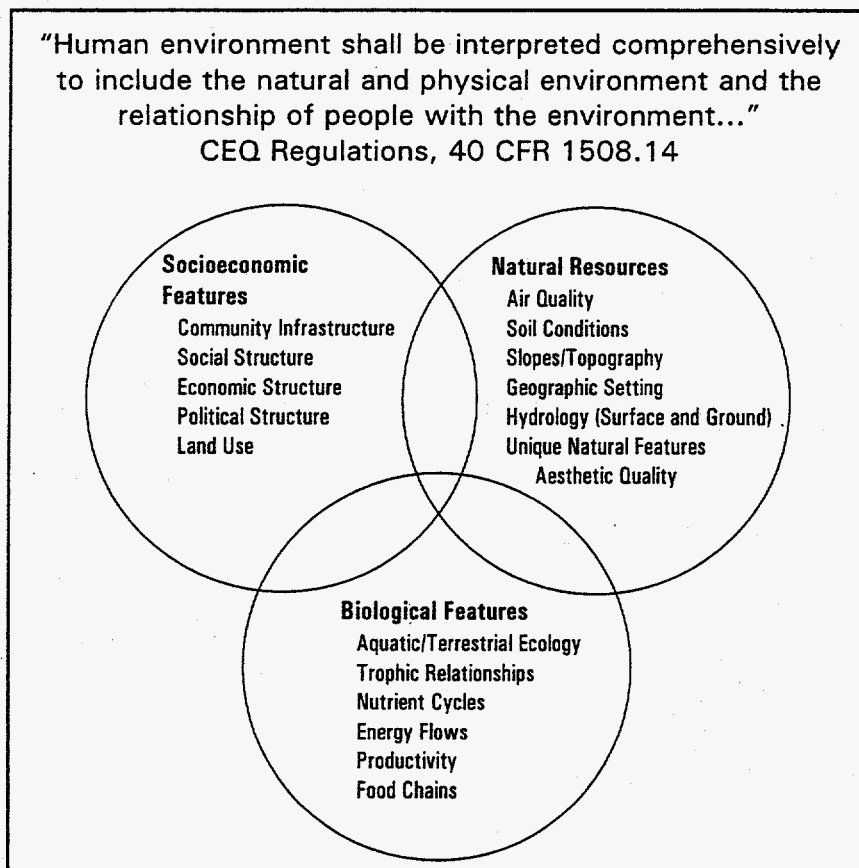 "Human environment shall be interpreted comprehensively
to include the natural and physical environment and the
relationship of people with the environment..."
CEQ Regulations, 40 CFR 1508.14
Socioeconomic
Features
Community Infrastructure
Social Structure
Economic Structure
Political Structure
Land Use
Natural Resources
Air Quality
Soil Conditions
Slopes/Topography
Geographic Setting
Hydrology (Surface and Ground)
Unique Natural Features
Aesthetic Quality
Biological Features
Aquatic/Terrestrial Ecology
Trophic Relationships
Nutrient Cycles
Energy Flows
Productivity
Food Chains